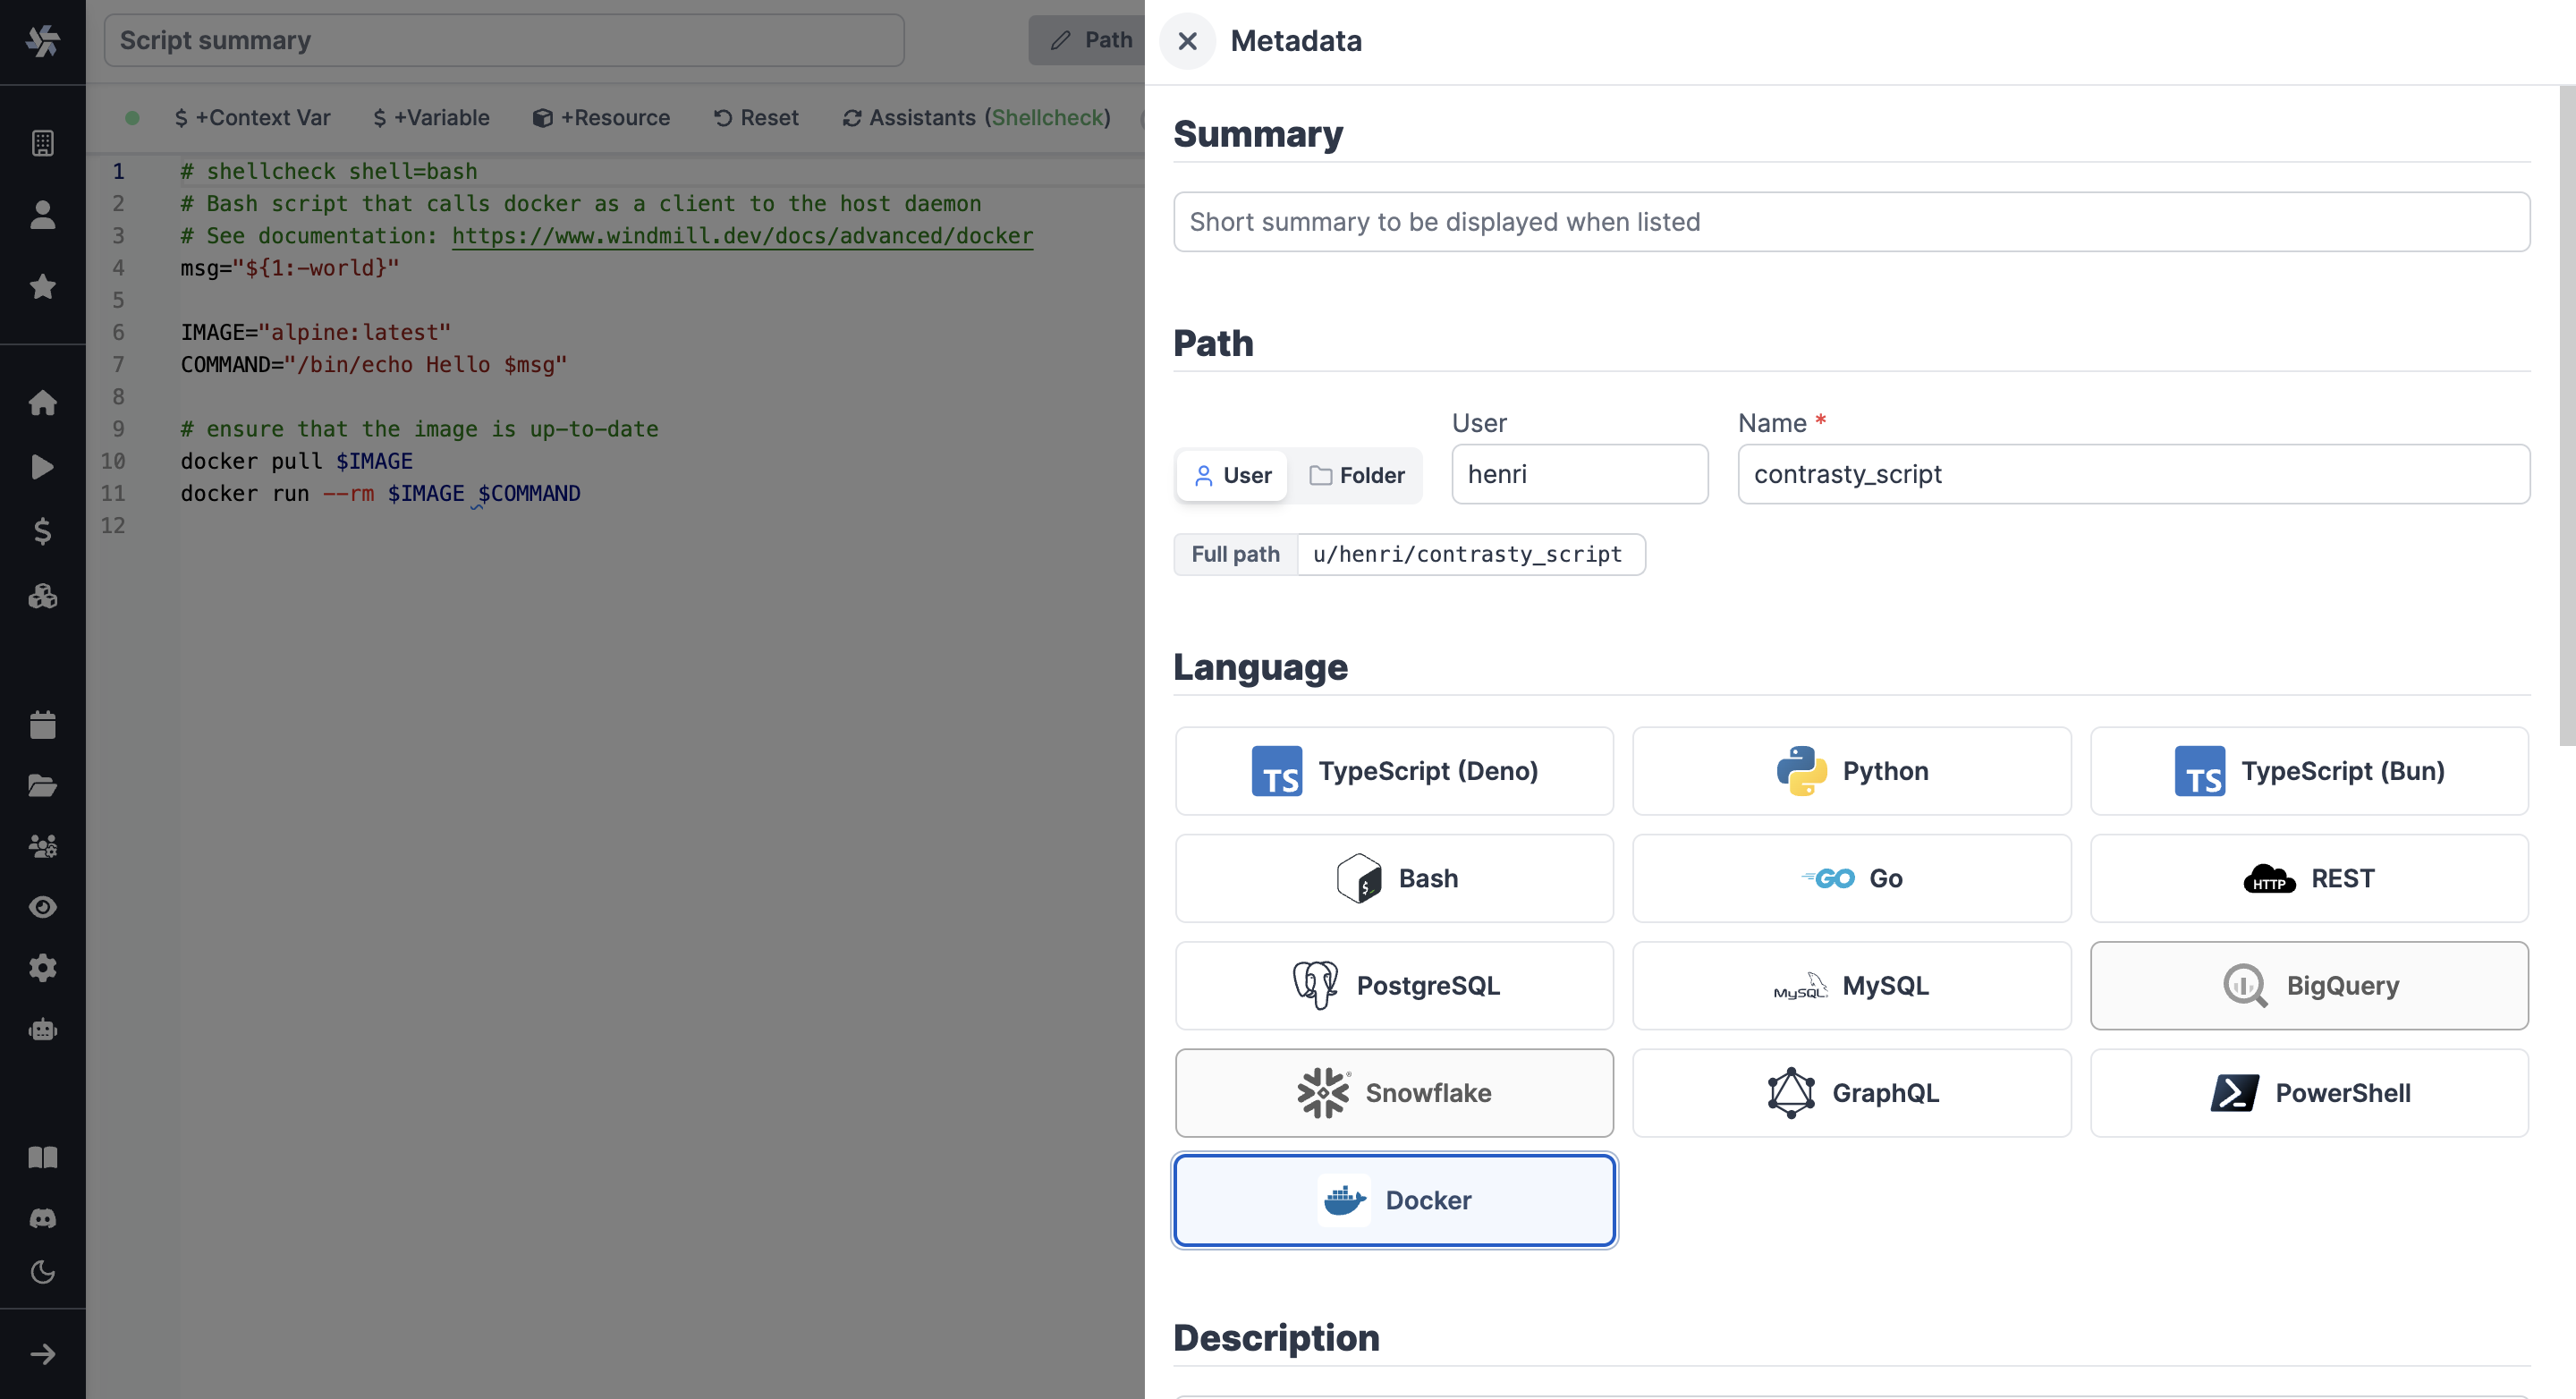 Script summary
Path
$ +Context Var
$ +Variable
+Resource
Reset
Assistants (Shellcheck)
1 # shellcheck shell=bash
2 # Bash script that calls docker as a client to the host daemon
3 # See documentation: https://www.windmill.dev/docs/advanced/docker
4 msg="${1:-world}"
5
6 IMAGE="alpine:latest"
7 COMMAND="/bin/echo Hello $msg"
8
9 # ensure that the image is up-to-date
10 docker pull $IMAGE
11 docker run --rm $IMAGE $COMMAND
12
Metadata
Summary
Short summary to be displayed when listed
Path
User
Folder
User
henri
Name *
contrasty_script
Full path
u/henri/contrasty_script
Language
TS TypeScript (Deno)
Python
TS TypeScript (Bun)
$ Bash
GO Go
HTTP REST
PostgreSQL
MySQL MySQL
BigQuery
Snowflake
GraphQL
PowerShell
Docker
Description